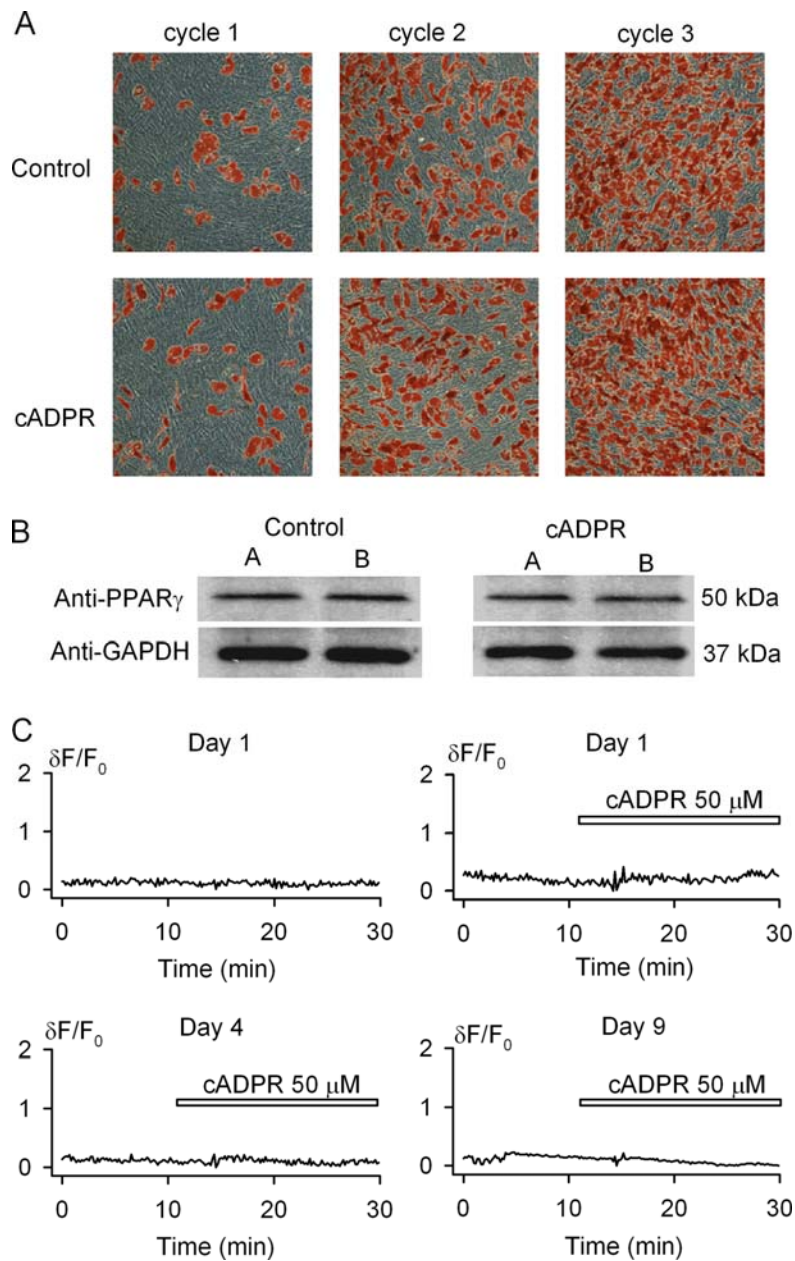 A
cycle 1 cycle 2 cycle 3
Control
cADPR
B
Control cADPR
A B A B
Anti-PPARγ 50 kDa
Anti-GAPDH 37 kDa
C
Day 1
δF/F0
2
1
0
0 10 20 30
Time (min)
Day 1
δF/F0
cADPR 50 μM
2
1
0
0 10 20 30
Time (min)
Day 4
δF/F0
cADPR 50 μM
2
1
0
0 10 20 30
Time (min)
Day 9
δF/F0
cADPR 50 μM
2
1
0
0 10 20 30
Time (min)